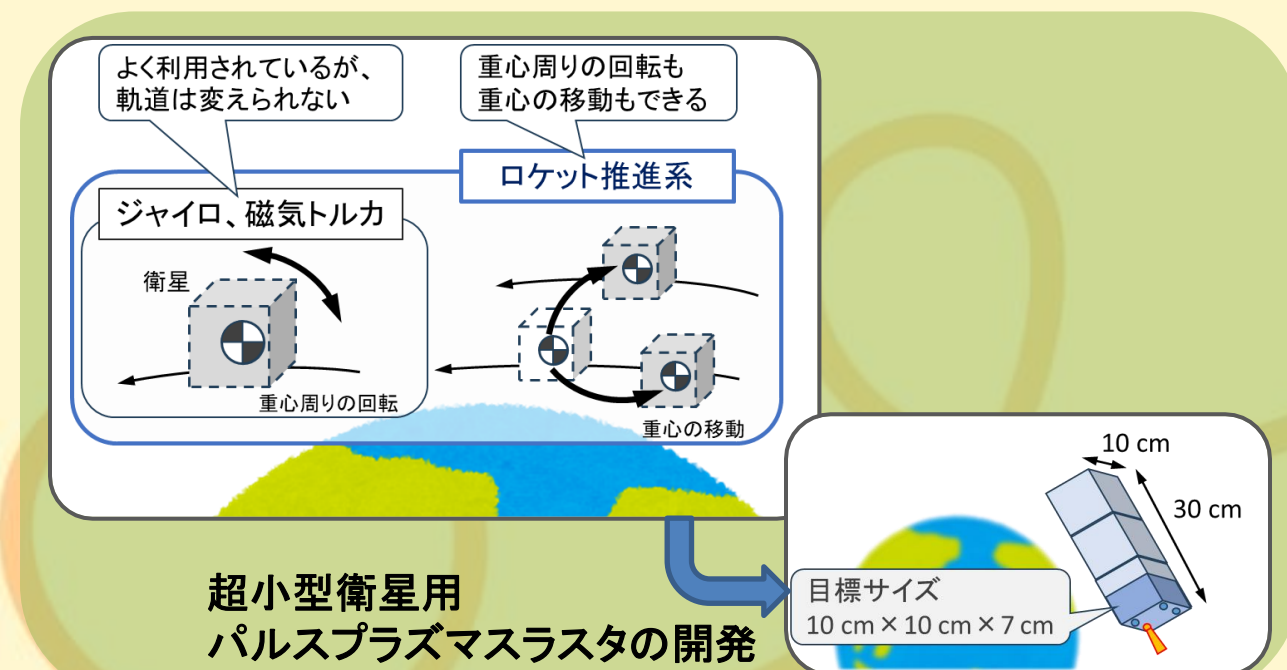 よく利用されているが、
軌道は変えられない
重心周りの回転も
重心の移動もできる
ロケット推進系
ジャイロ、磁気トルカ
衛星
重心周りの回転
重心の移動
10 cm
30 cm
目標サイズ
10 cm × 10 cm × 7 cm
超小型衛星用
パルスプラズマスラスタの開発